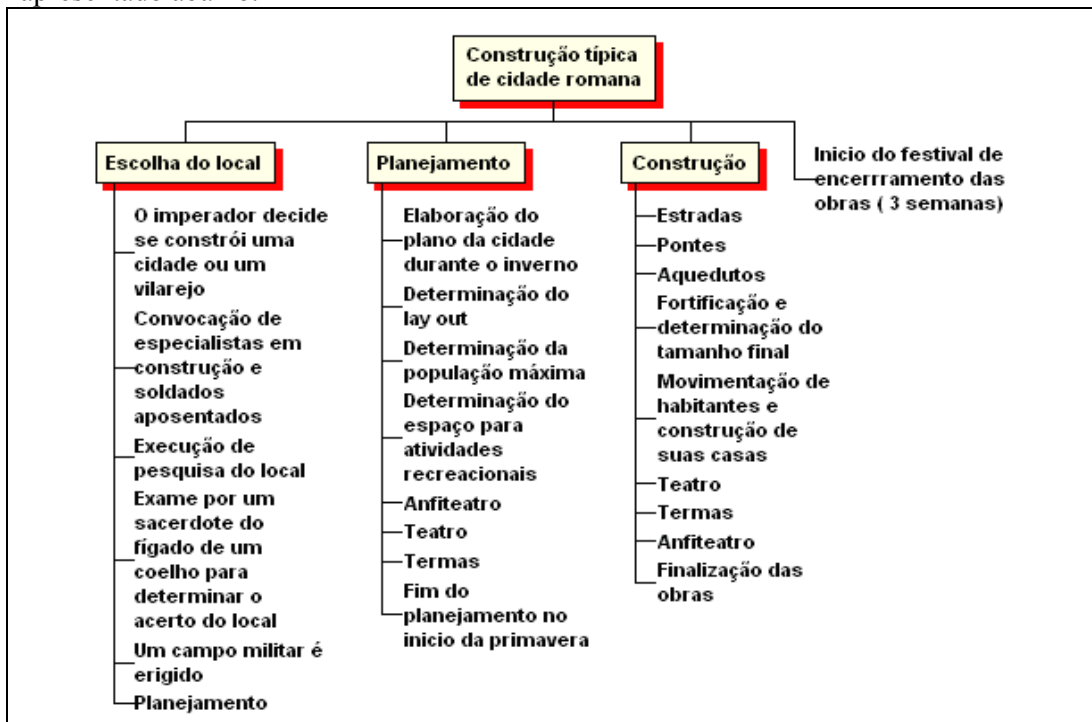 Construção típica
de cidade romana
Escolha do local
O imperador decide
se constrói uma
cidade ou um
vilarejo
Convocação de
especialistas em
construção e
soldados
aposentados
Execução de
pesquisa do local
Exame por um
sacerdote do
fígado de um
coelho para
determinar o
acerto do local
Um campo militar é
erigido
Planejamento
Planejamento
Elaboração do
plano da cidade
durante o inverno
Determinação do
lay out
Determinação da
população máxima
Determinação do
espaço para
atividades
recreacionais
Anfiteatro
Teatro
Termas
Fim do
planejamento no
inicio da primavera
Construção
Estradas
Pontes
Aquedutos
Fortificação e
determinação do
tamanho final
Movimentação de
habitantes e
construção de
suas casas
Teatro
Termas
Anfiteatro
Finalização das
obras
Inicio do festival de
encerrramento das
obras ( 3 semanas)